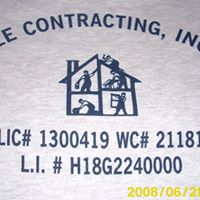 LE CONTRACTING, INC
LIC# 1300419 WC# 21181
L.I. # H18G2240000
2008/06/2